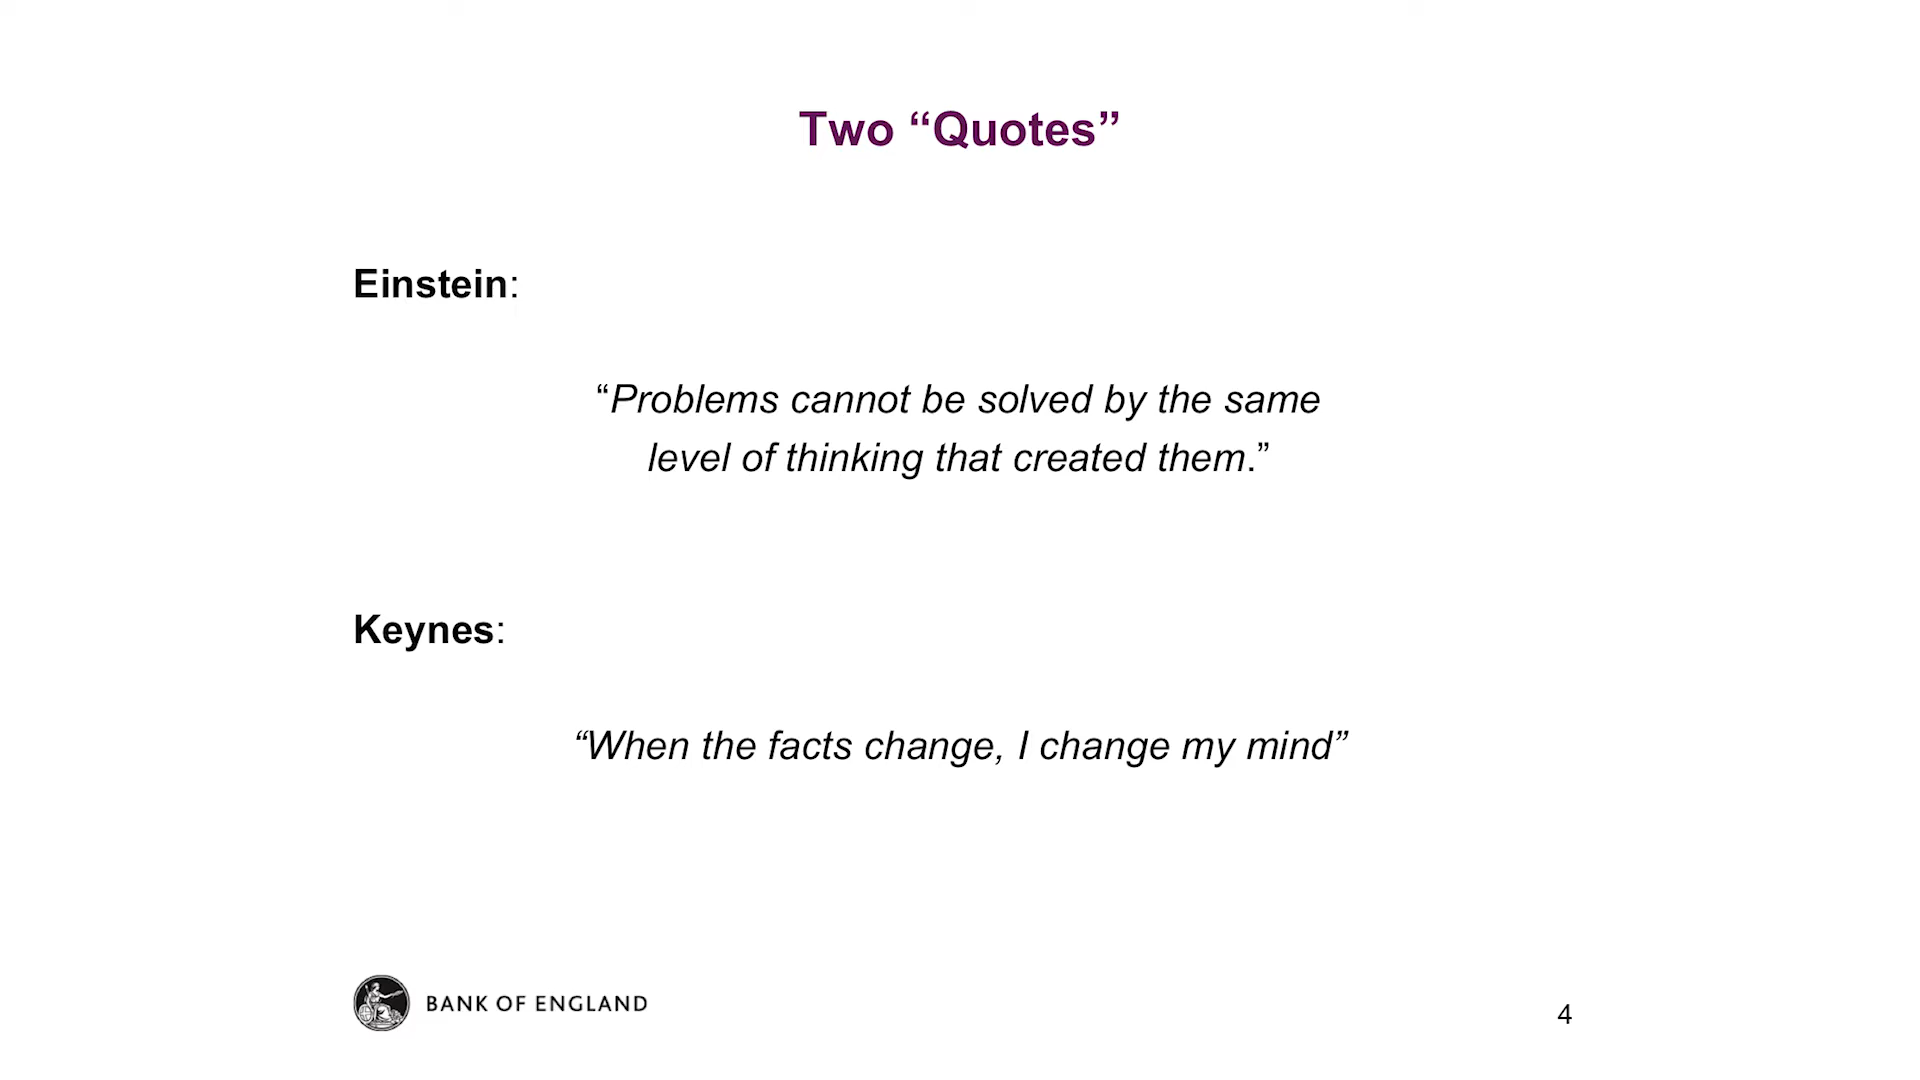 Two “Quotes”
Einstein:
“Problems cannot be solved by the same
level of thinking that created them.”
Keynes:
“When the facts change, I change my mind”
BANK OF ENGLAND
4